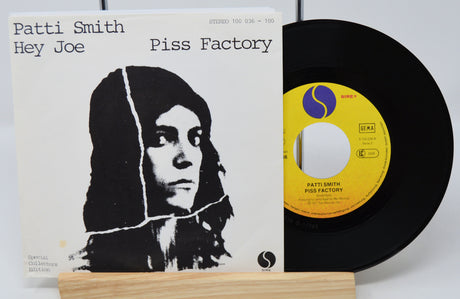 Patti Smith
Hey Joe
STEREO 100 036 - 100
Piss Factory
Special
Collectors
Edition
SIRE
SIRE
GEMA
PATTI SMITH
PISS FACTORY